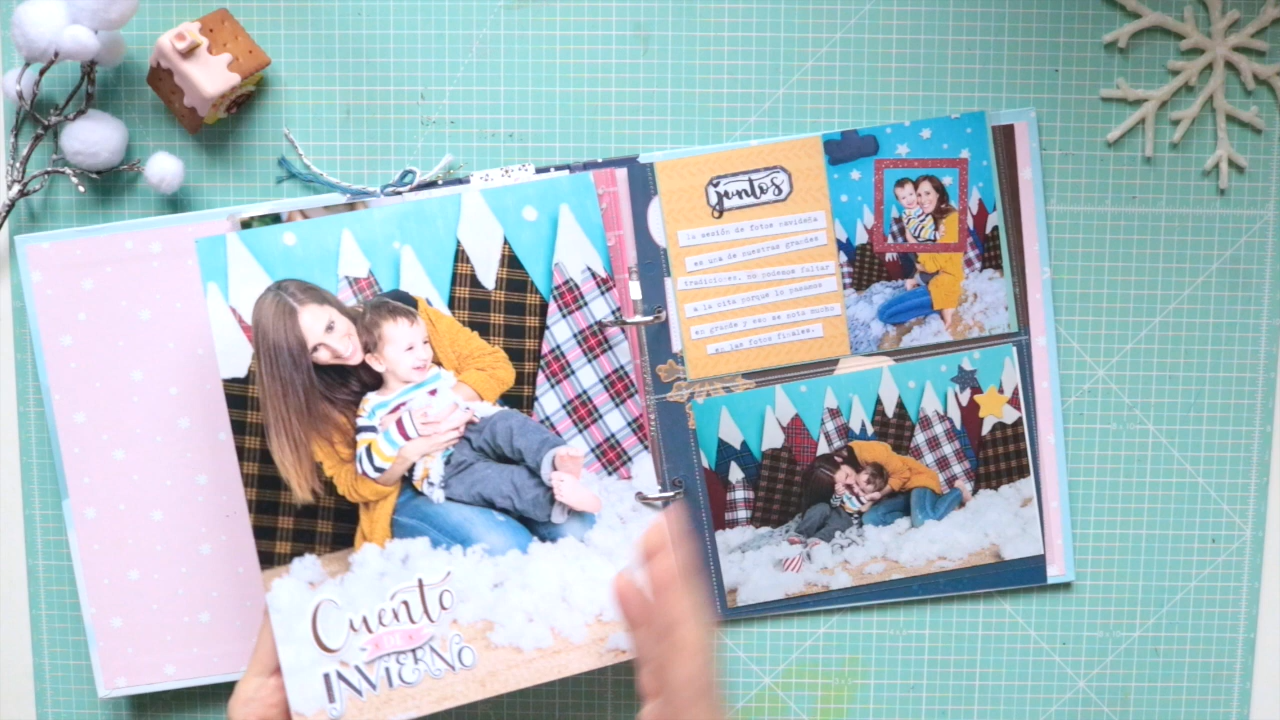 Cuento
DE
INVIERNO
juntos
la sesión de fotos navideña
es una de nuestras grandes
tradiciones. no podemos faltar
a la cita porque lo pasamos
en grande y eso se nota mucho
en las fotos finales.